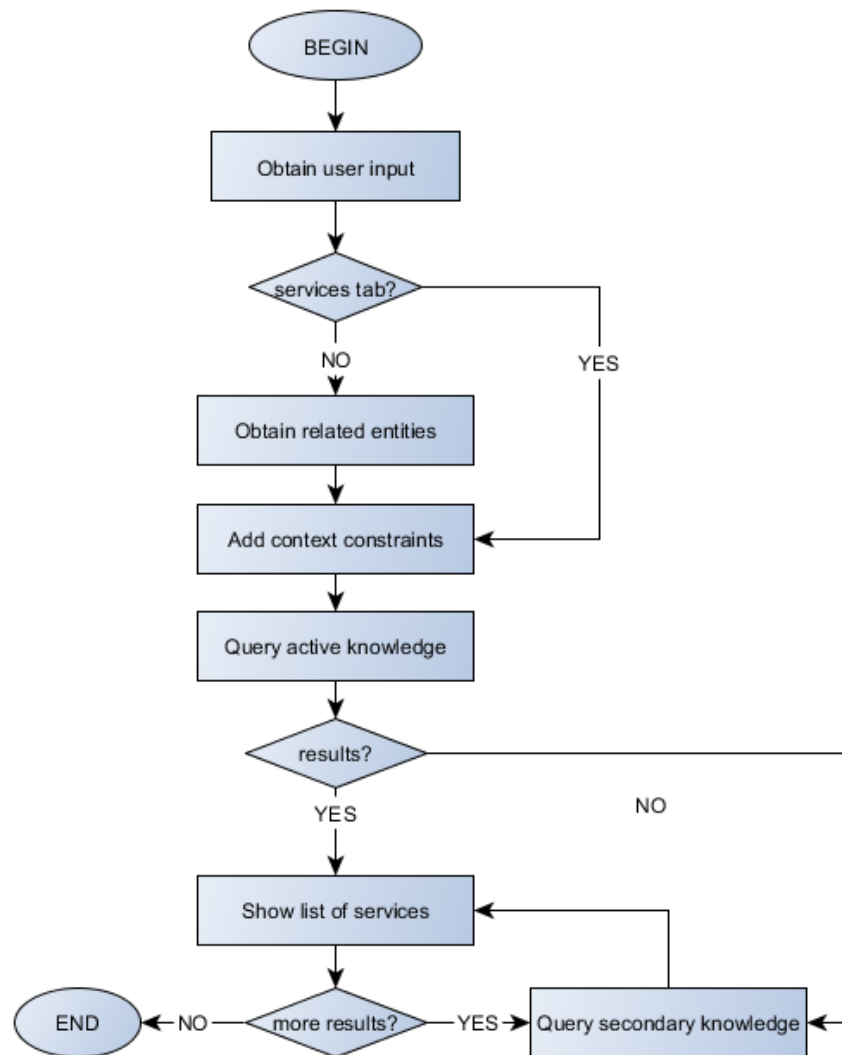 BEGIN
Obtain user input
services tab?
NO
YES
Obtain related entities
Add context constraints
Query active knowledge
results?
YES
NO
Show list of services
END
NO
more results?
YES
Query secondary knowledge